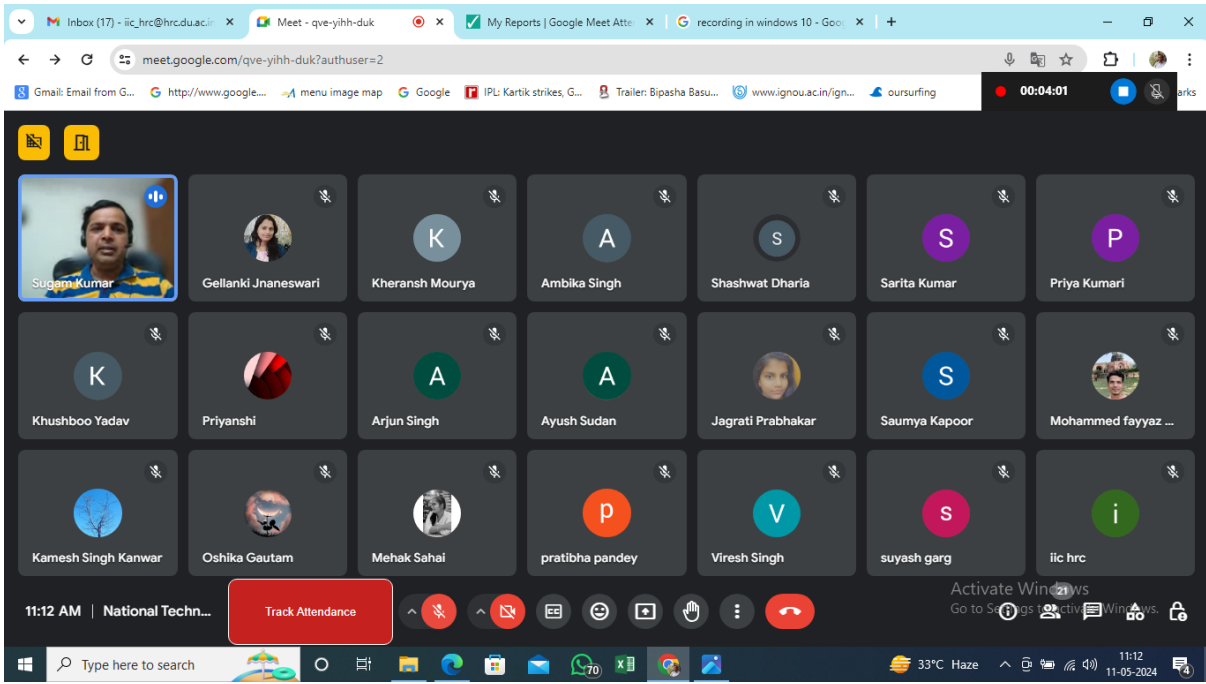 Inbox (17) - iic_hrc@hrc.du.ac.in
Meet - qve-yihh-duk
My Reports | Google Meet Atte
recording in windows 10 - Goog
meet.google.com/qve-yihh-duk?authuser=2
Gmail: Email from G...
http://www.google....
menu image map
Google
IPL: Kartik strikes, G...
Trailer: Bipasha Basu...
www.ignou.ac.in/ign...
oursurfing
00:04:01
arks
Sugam Kumar
Gellanki Jnaneswari
K
Kheransh Mourya
A
Ambika Singh
S
Shashwat Dharia
S
Sarita Kumar
P
Priya Kumari
K
Khushboo Yadav
Priyanshi
A
Arjun Singh
A
Ayush Sudan
Jagrati Prabhakar
S
Saumya Kapoor
Mohammed fayyaz ...
Kamesh Singh Kanwar
Oshika Gautam
Mehak Sahai
p
pratibha pandey
V
Viresh Singh
s
suyash garg
i
iic hrc
Activate Windows
Go to Settings to activate Windows.
21
11:12 AM | National Techn...
Track Attendance
CC
Type here to search
70
33°C Haze
11:12
11-05-2024
4